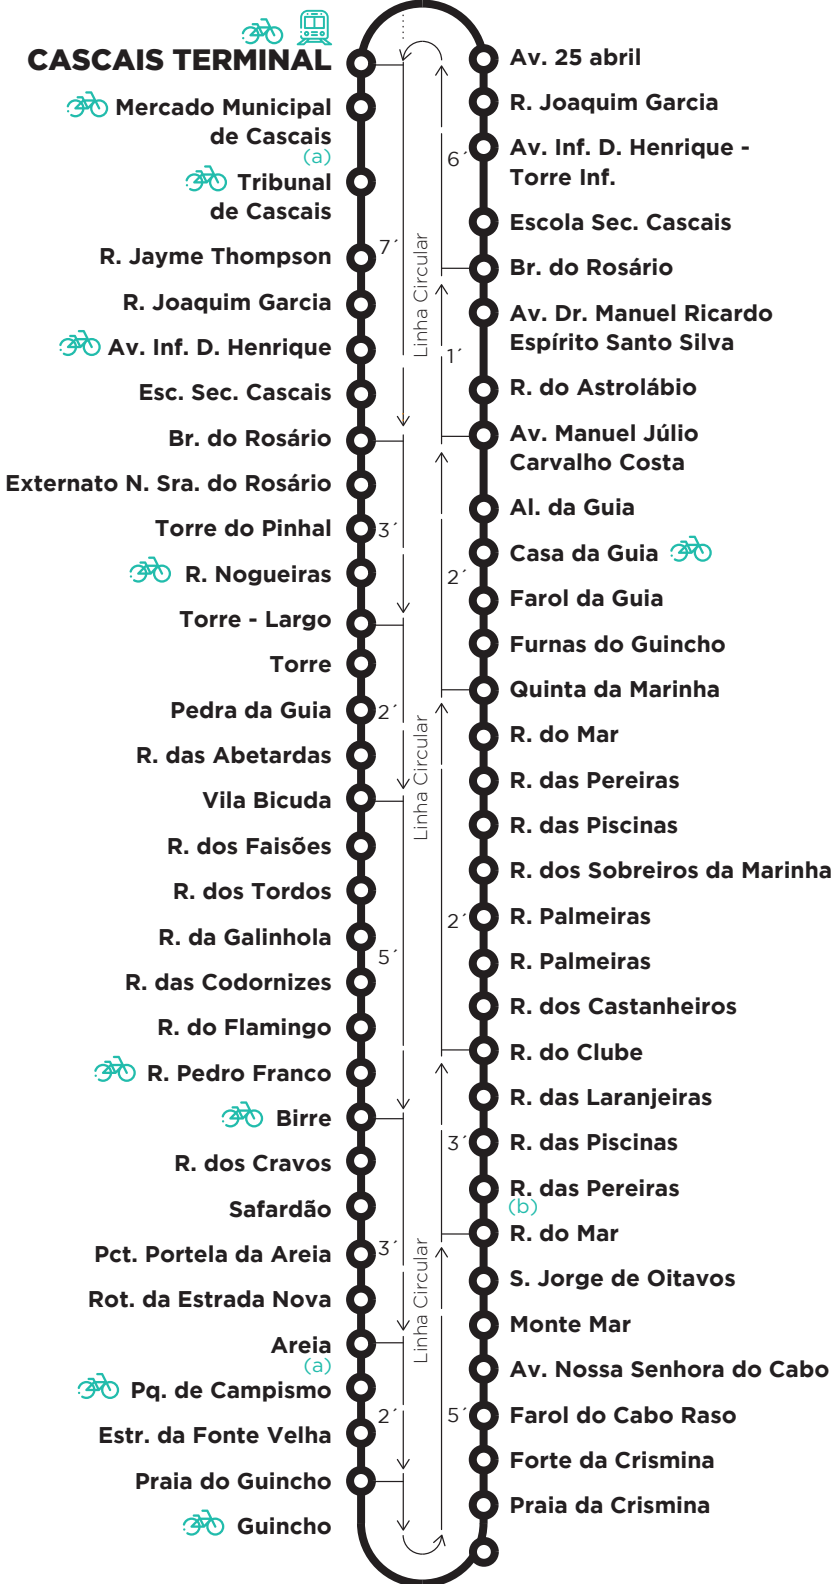 CASCAIS TERMINAL
Mercado Municipal
de Cascais
(a)
Tribunal
de Cascais
R. Jayme Thompson
R. Joaquim Garcia
Av. Inf. D. Henrique
Esc. Sec. Cascais
Br. do Rosário
Externato N. Sra. do Rosário
Torre do Pinhal
R. Nogueiras
Torre - Largo
Torre
Pedra da Guia
R. das Abetardas
Vila Bicuda
R. dos Faisões
R. dos Tordos
R. da Galinhola
R. das Codornizes
R. do Flamingo
R. Pedro Franco
Birre
R. dos Cravos
Safardão
Pct. Portela da Areia
Rot. da Estrada Nova
Areia
(a)
Pq. de Campismo
Estr. da Fonte Velha
Praia do Guincho
Guincho
7´
3´
2´
5´
3´
2´
Linha Circular
Linha Circular
Linha Circular
6´
1´
2´
2´
3´
5´
Av. 25 abril
R. Joaquim Garcia
Av. Inf. D. Henrique -
Torre Inf.
Escola Sec. Cascais
Br. do Rosário
Av. Dr. Manuel Ricardo
Espírito Santo Silva
R. do Astrolábio
Av. Manuel Júlio
Carvalho Costa
Al. da Guia
Casa da Guia
Farol da Guia
Furnas do Guincho
Quinta da Marinha
R. do Mar
R. das Pereiras
R. das Piscinas
R. dos Sobreiros da Marinha
R. Palmeiras
R. Palmeiras
R. dos Castanheiros
R. do Clube
R. das Laranjeiras
R. das Piscinas
R. das Pereiras
(b)
R. do Mar
S. Jorge de Oitavos
Monte Mar
Av. Nossa Senhora do Cabo
Farol do Cabo Raso
Forte da Crismina
Praia da Crismina